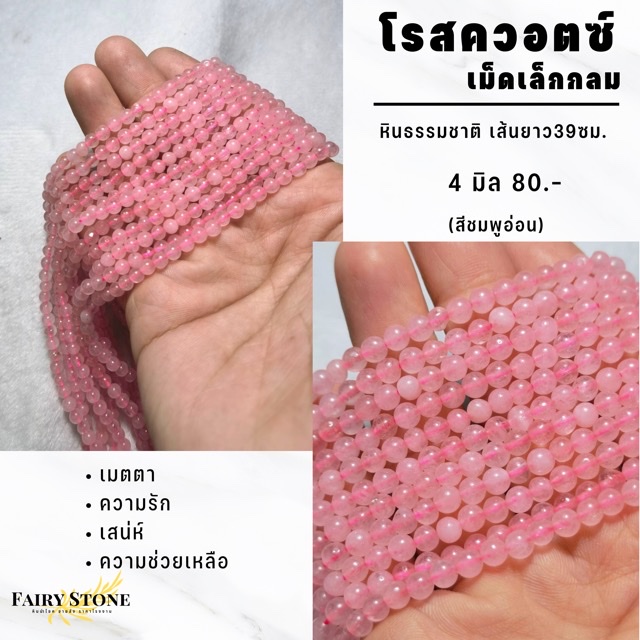 โรสควอตซ์
เม็ดเล็กกลม
หินธรรมชาติ เส้นยาว39ซม.
4 มิล 80.-
(สีชมพูอ่อน)
• เมตตา
• ความรัก
• เสน่ห์
• ความช่วยเหลือ
FAIRY STONE